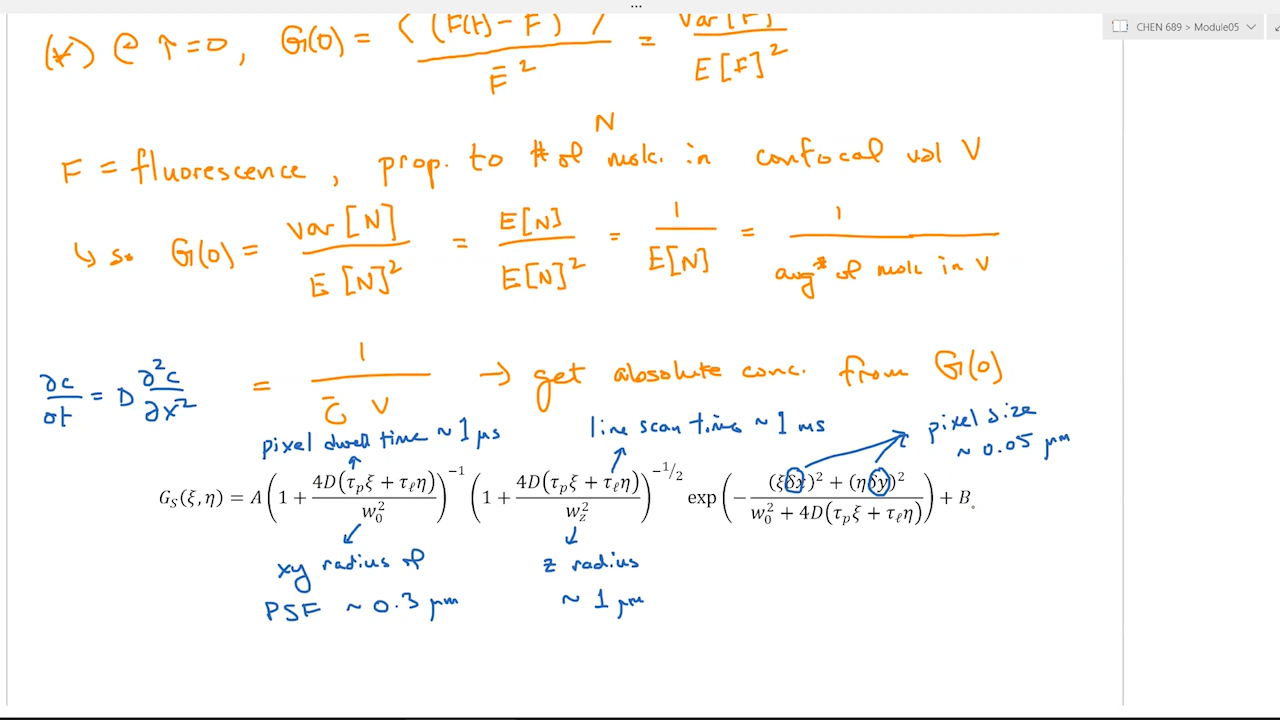 CHEN 689 > Module05
(*) @ τ=0, G(0) = ⟨(F(t) - F̄)⟩ / F̄² = Var[F] / E[F]²
N
F = fluorescence, prop. to # of molc. in confocal vol V
↳ so G(0) = Var[N] / E[N]² = E[N] / E[N]² = 1 / E[N] = 1 / avg # of molc in V
∂c/∂t = D ∂²c/∂x²
= 1 / C̄ V → get absolute conc. from G(0)
pixel dwell time ~ 1 μs
line scan time ~ 1 ms
pixel size
~ 0.05 μm
G_S(ξ, η) = A (1 + 4D(τ_p ξ + τ_ℓ η) / w_0²)^−1 (1 + 4D(τ_p ξ + τ_ℓ η) / w_z²)^−1/2 exp(− ((ξδx)² + (ηδy)²) / (w_0² + 4D(τ_p ξ + τ_ℓ η))) + B
xy radius of
PSF ~ 0.3 μm
z radius
~ 1 μm